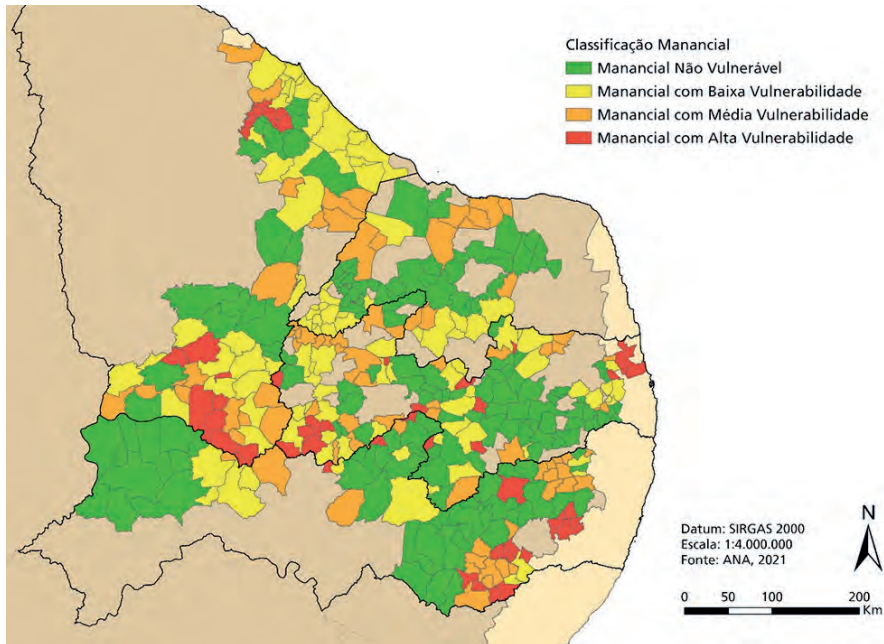 Classificação Manancial
Manancial Não Vulnerável
Manancial com Baixa Vulnerabilidade
Manancial com Média Vulnerabilidade
Manancial com Alta Vulnerabilidade
N
Datum: SIRGAS 2000
Escala: 1:4.000.000
Fonte: ANA, 2021
0 50 100 200
Km